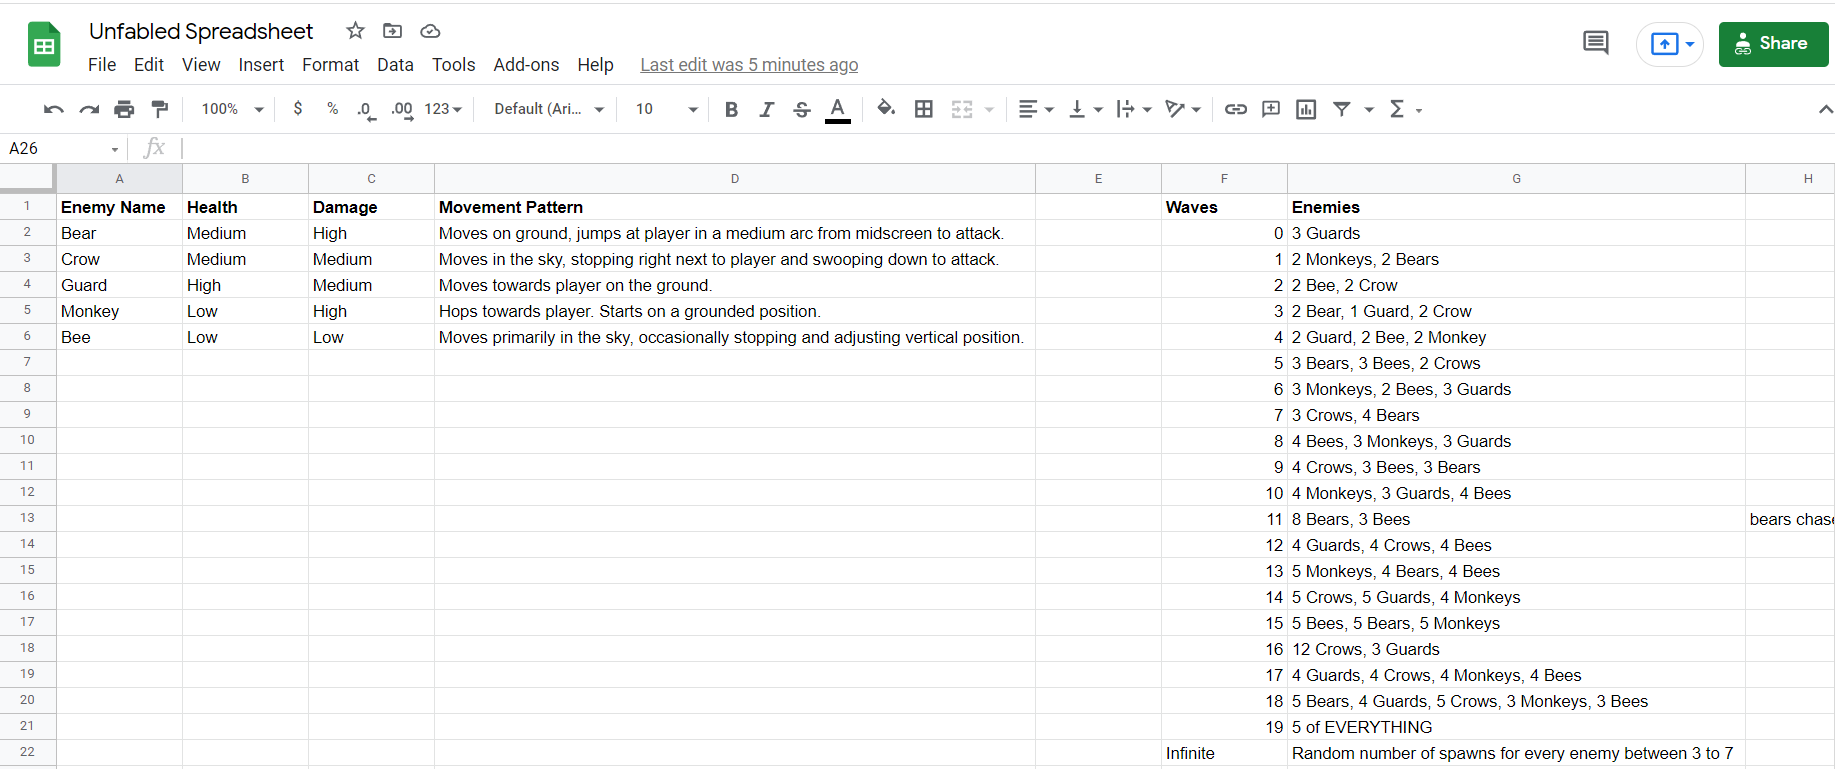 Unfabled Spreadsheet
Share
File Edit View Insert Format Data Tools Add-ons Help Last edit was 5 minutes ago
100% $ % .0 .00 123 Default (Ari... 10 B I S A Σ
A26 fx
A B C D E F G H
1 Enemy Name Health Damage Movement Pattern Waves Enemies
2 Bear Medium High Moves on ground, jumps at player in a medium arc from midscreen to attack. 0 3 Guards
3 Crow Medium Medium Moves in the sky, stopping right next to player and swooping down to attack. 1 2 Monkeys, 2 Bears
4 Guard High Medium Moves towards player on the ground. 2 2 Bee, 2 Crow
5 Monkey Low High Hops towards player. Starts on a grounded position. 3 2 Bear, 1 Guard, 2 Crow
6 Bee Low Low Moves primarily in the sky, occasionally stopping and adjusting vertical position. 4 2 Guard, 2 Bee, 2 Monkey
7 5 3 Bears, 3 Bees, 2 Crows
8 6 3 Monkeys, 2 Bees, 3 Guards
9 7 3 Crows, 4 Bears
10 8 4 Bees, 3 Monkeys, 3 Guards
11 9 4 Crows, 3 Bees, 3 Bears
12 10 4 Monkeys, 3 Guards, 4 Bees
13 11 8 Bears, 3 Bees bears chas
14 12 4 Guards, 4 Crows, 4 Bees
15 13 5 Monkeys, 4 Bears, 4 Bees
16 14 5 Crows, 5 Guards, 4 Monkeys
17 15 5 Bees, 5 Bears, 5 Monkeys
18 16 12 Crows, 3 Guards
19 17 4 Guards, 4 Crows, 4 Monkeys, 4 Bees
20 18 5 Bears, 4 Guards, 5 Crows, 3 Monkeys, 3 Bees
21 19 5 of EVERYTHING
22 Infinite Random number of spawns for every enemy between 3 to 7